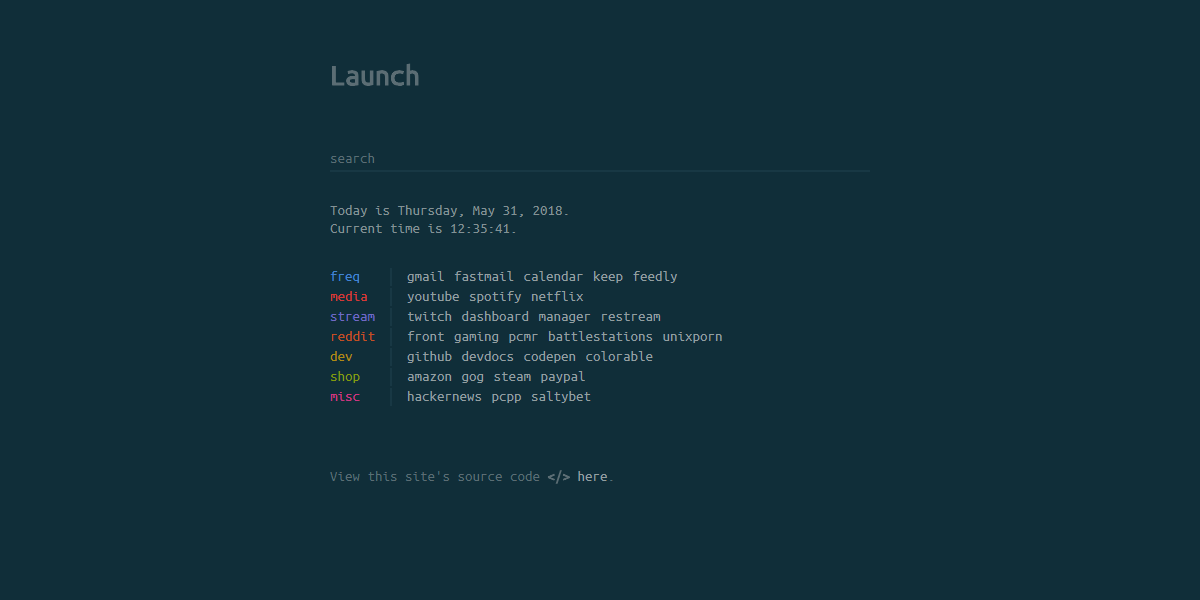 Launch
search
Today is Thursday, May 31, 2018.
Current time is 12:35:41.
freq gmail fastmail calendar keep feedly
media youtube spotify netflix
stream twitch dashboard manager restream
reddit front gaming pcmr battlestations unixporn
dev github devdocs codepen colorable
shop amazon gog steam paypal
misc hackernews pcpp saltybet
View this site's source code </> here.